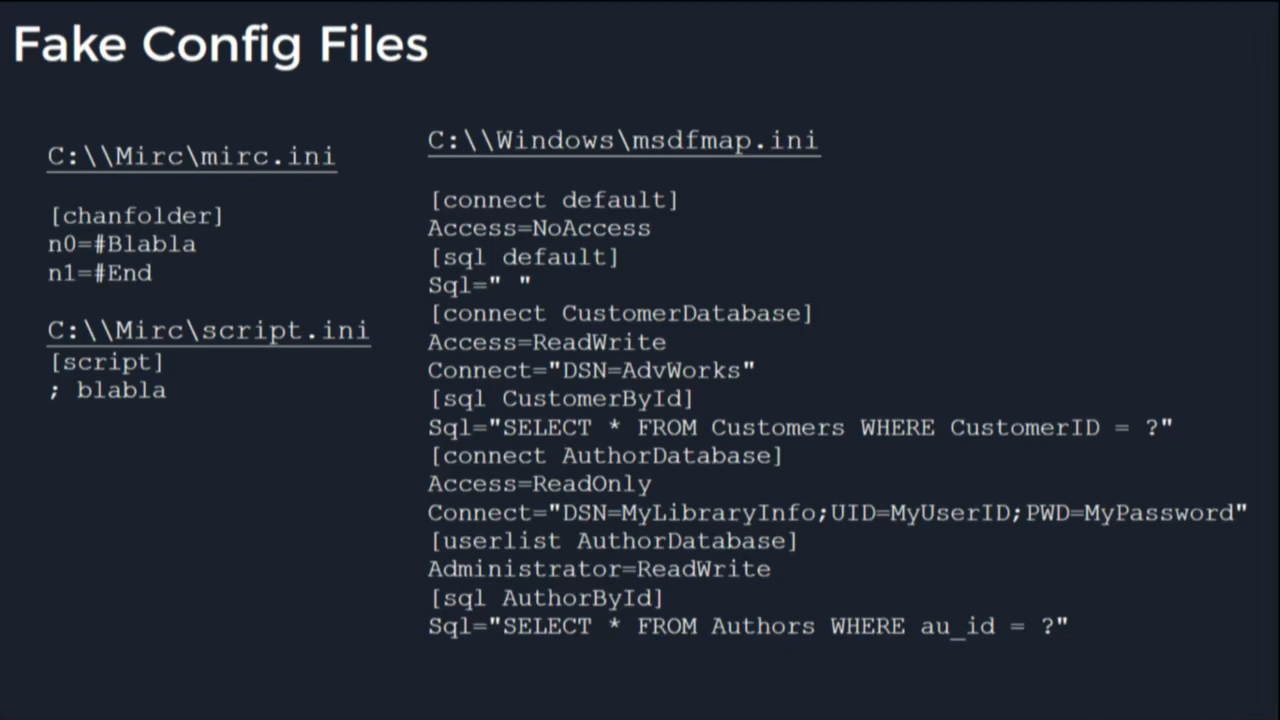 Fake Config Files
C:\\Mirc\mirc.ini
[chanfolder]
n0=#Blabla
n1=#End
C:\\Mirc\script.ini
[script]
; blabla
C:\\Windows\msdfmap.ini
[connect default]
Access=NoAccess
[sql default]
Sql=" "
[connect CustomerDatabase]
Access=ReadWrite
Connect="DSN=AdvWorks"
[sql CustomerById]
Sql="SELECT * FROM Customers WHERE CustomerID = ?"
[connect AuthorDatabase]
Access=ReadOnly
Connect="DSN=MyLibraryInfo;UID=MyUserID;PWD=MyPassword"
[userlist AuthorDatabase]
Administrator=ReadWrite
[sql AuthorById]
Sql="SELECT * FROM Authors WHERE au_id = ?"